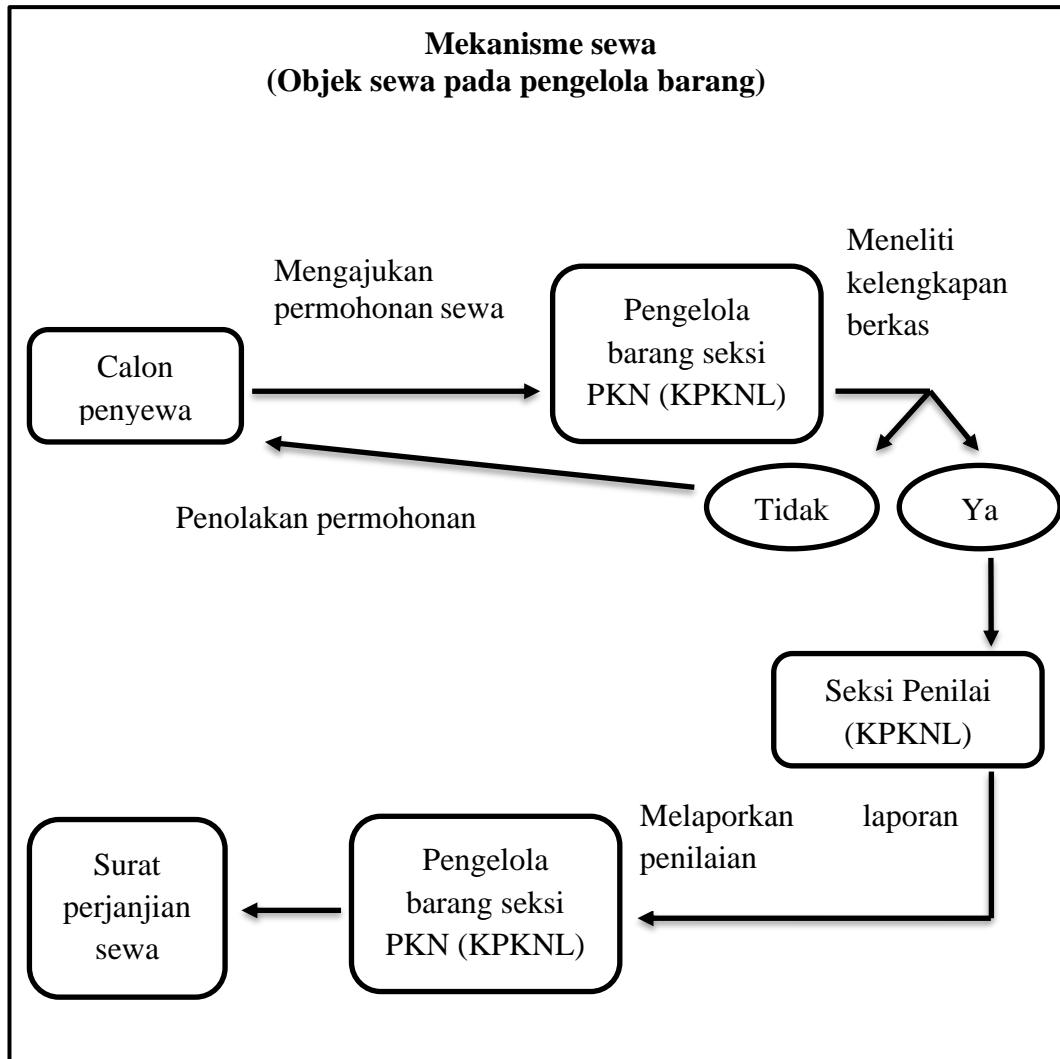 Mekanisme sewa
(Objek sewa pada pengelola barang)
Mengajukan
permohonan sewa
Meneliti
kelengkapan
berkas
Calon
penyewa
Pengelola
barang seksi
PKN (KPKNL)
Penolakan permohonan
Tidak
Ya
Seksi Penilai
(KPKNL)
Melaporkan laporan
penilaian
Pengelola
barang seksi
PKN (KPKNL)
Surat
perjanjian
sewa